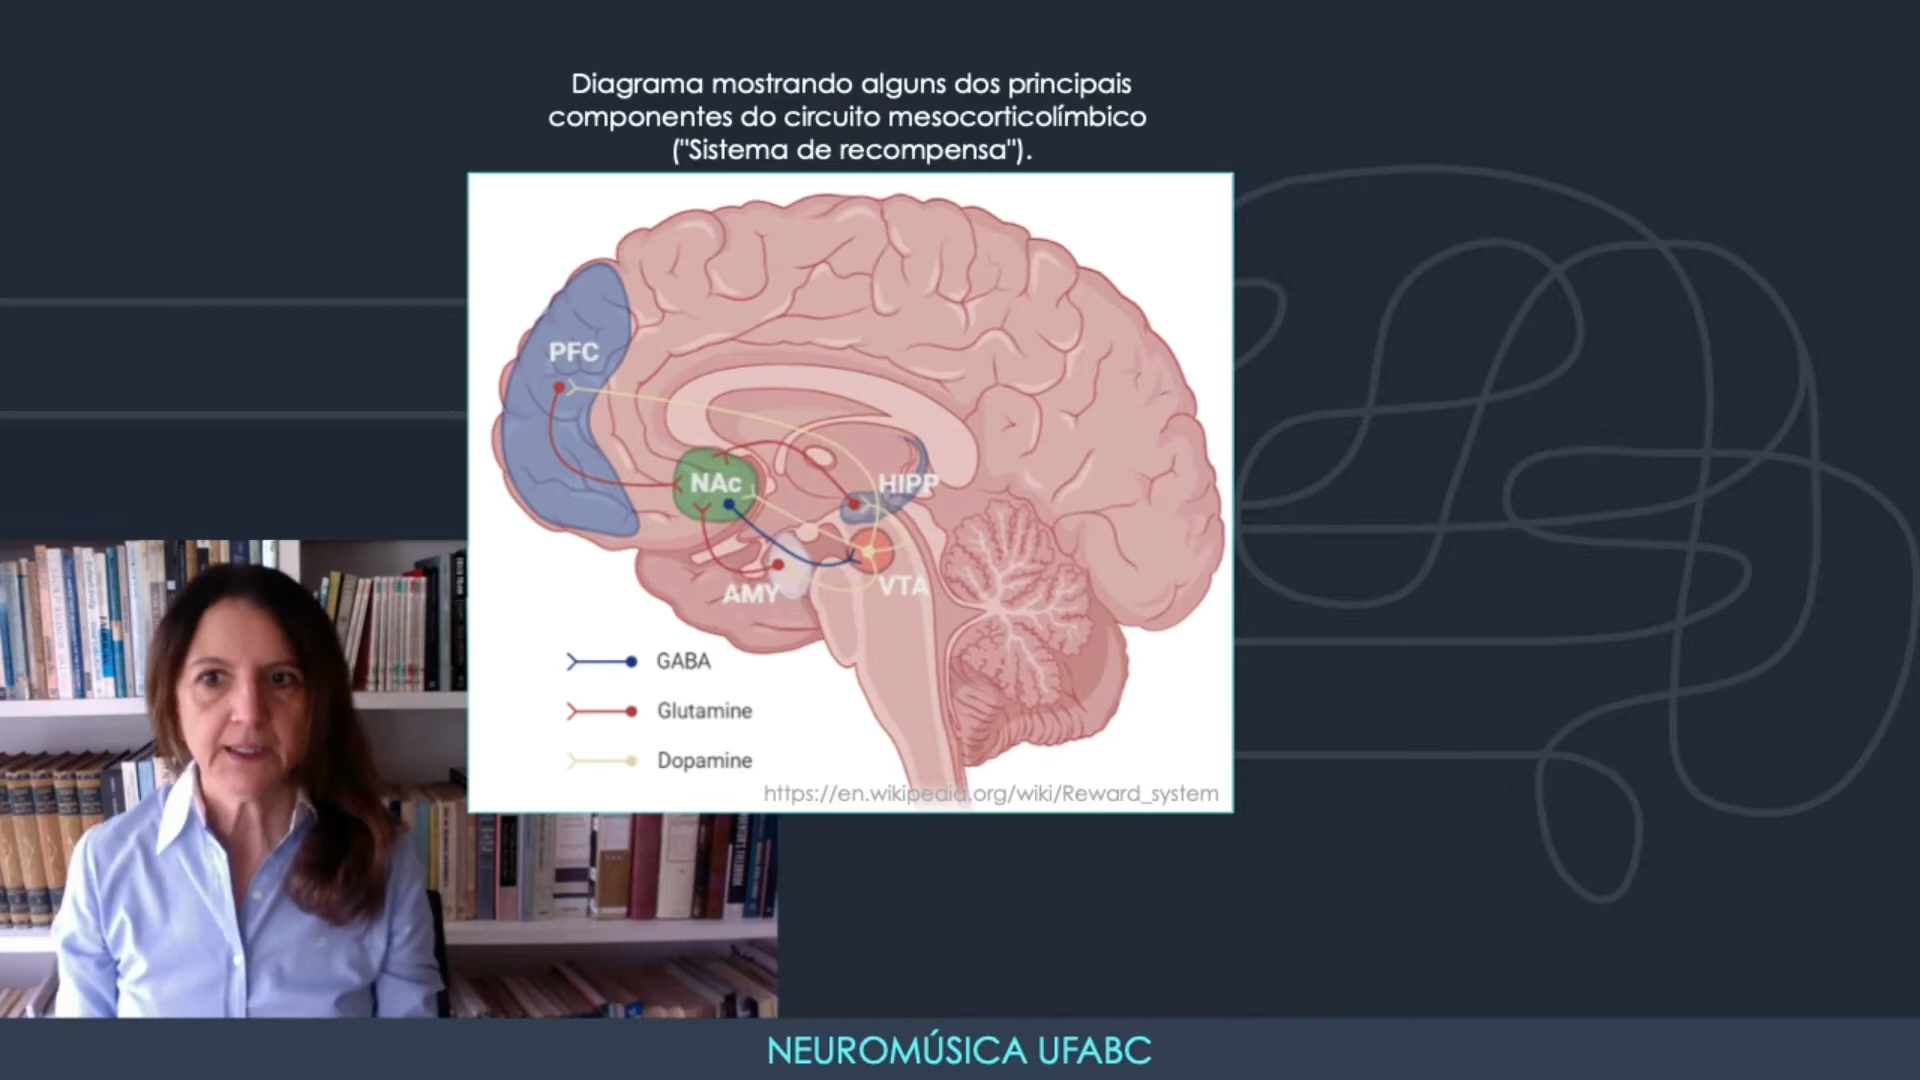 Diagrama mostrando alguns dos principais
componentes do circuito mesocorticolímbico
("Sistema de recompensa").
PFC
NAc
HIPP
AMY
VTA
GABA
Glutamine
Dopamine
https://en.wikipedia.org/wiki/Reward_system
NEUROMÚSICA UFABC